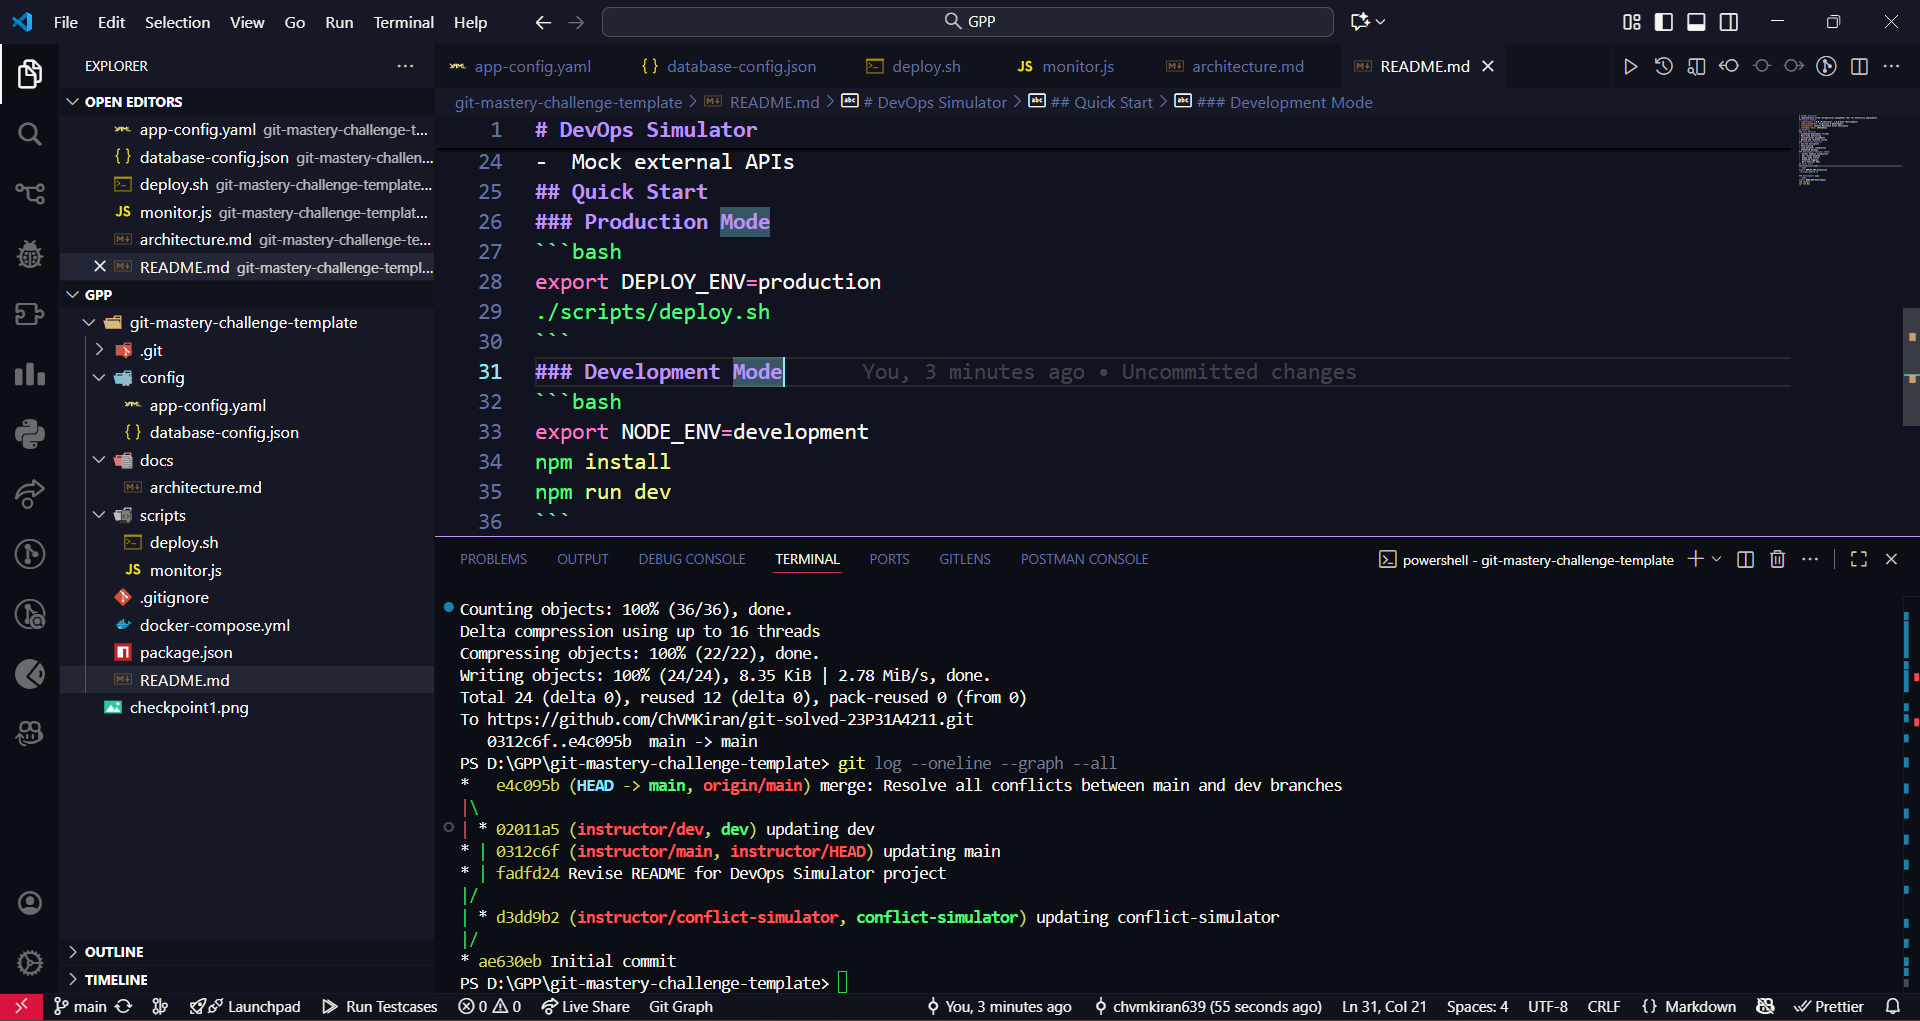 File Edit Selection View Go Run Terminal Help
GPP
EXPLORER
OPEN EDITORS
app-config.yaml git-mastery-challenge-t...
{} database-config.json git-mastery-challen...
deploy.sh git-mastery-challenge-template...
JS monitor.js git-mastery-challenge-templat...
architecture.md git-mastery-challenge-te...
README.md git-mastery-challenge-templ...
GPP
git-mastery-challenge-template
.git
config
app-config.yaml
{} database-config.json
docs
architecture.md
scripts
deploy.sh
JS monitor.js
.gitignore
docker-compose.yml
package.json
README.md
checkpoint1.png
OUTLINE
TIMELINE
app-config.yaml {} database-config.json deploy.sh JS monitor.js architecture.md README.md
git-mastery-challenge-template > README.md > # DevOps Simulator > ## Quick Start > ### Development Mode
1 # DevOps Simulator
24 - Mock external APIs
25 ## Quick Start
26 ### Production Mode
27 ```bash
28 export DEPLOY_ENV=production
29 ./scripts/deploy.sh
30 ```
31 ### Development Mode You, 3 minutes ago • Uncommitted changes
32 ```bash
33 export NODE_ENV=development
34 npm install
35 npm run dev
36 ```
PROBLEMS OUTPUT DEBUG CONSOLE TERMINAL PORTS GITLENS POSTMAN CONSOLE
powershell - git-mastery-challenge-template
Counting objects: 100% (36/36), done.
Delta compression using up to 16 threads
Compressing objects: 100% (22/22), done.
Writing objects: 100% (24/24), 8.35 KiB | 2.78 MiB/s, done.
Total 24 (delta 0), reused 12 (delta 0), pack-reused 0 (from 0)
To https://github.com/ChVMKiran/git-solved-23P31A4211.git
0312c6f..e4c095b main -> main
PS D:\GPP\git-mastery-challenge-template> git log --oneline --graph --all
* e4c095b (HEAD -> main, origin/main) merge: Resolve all conflicts between main and dev branches
|\
| * 02011a5 (instructor/dev, dev) updating dev
* | 0312c6f (instructor/main, instructor/HEAD) updating main
* | fadfd24 Revise README for DevOps Simulator project
|/
| * d3dd9b2 (instructor/conflict-simulator, conflict-simulator) updating conflict-simulator
|/
* ae630eb Initial commit
PS D:\GPP\git-mastery-challenge-template>
main Launchpad Run Testcases 0 0 Live Share Git Graph You, 3 minutes ago chvmkiran639 (55 seconds ago) Ln 31, Col 21 Spaces: 4 UTF-8 CRLF {} Markdown Prettier